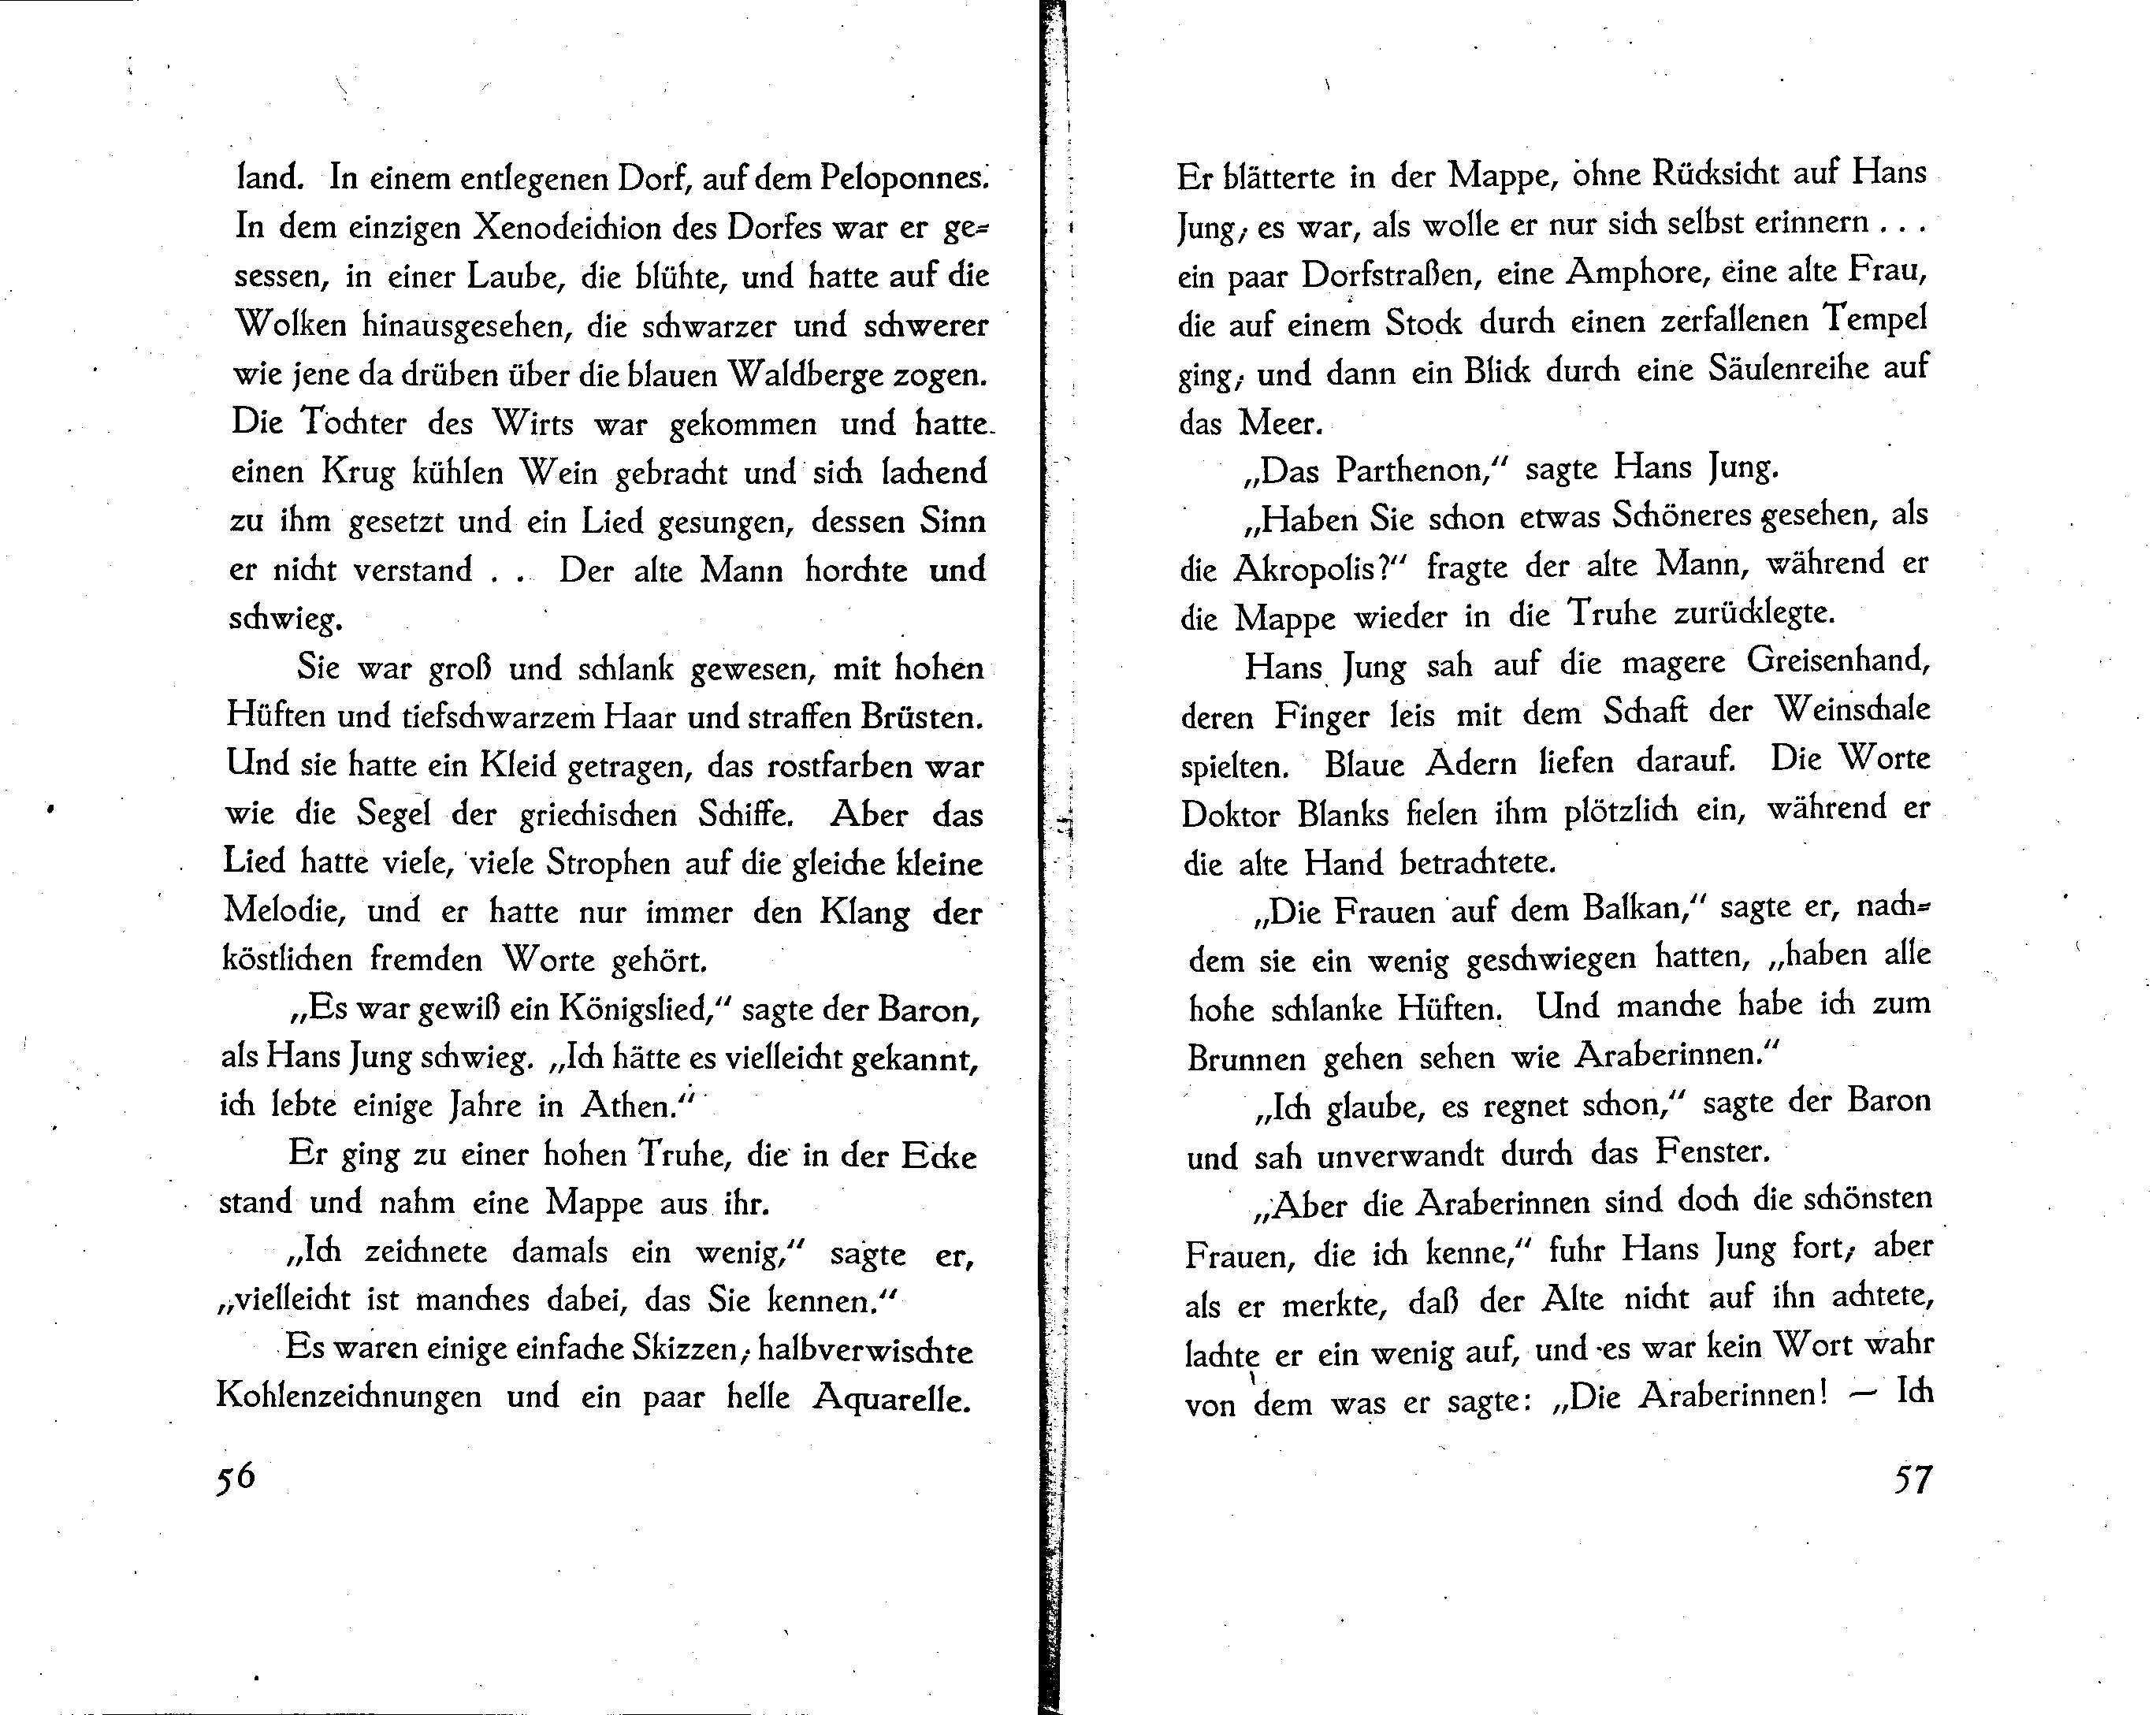 land. In einem entlegenen Dorf, auf dem Peloponnes.
In dem einzigen Xenodeichion des Dorfes war er ge=
sessen, in einer Laube, die blühte, und hatte auf die
Wolken hinausgesehen, die schwarzer und schwerer
wie jene da drüben über die blauen Waldberge zogen.
Die Tochter des Wirts war gekommen und hatte
einen Krug kühlen Wein gebracht und sich lachend
zu ihm gesetzt und ein Lied gesungen, dessen Sinn
er nicht verstand . . Der alte Mann horchte und
schwieg.
Sie war groß und schlank gewesen, mit hohen
Hüften und tiefschwarzem Haar und straffen Brüsten.
Und sie hatte ein Kleid getragen, das rostfarben war
wie die Segel der griechischen Schiffe. Aber das
Lied hatte viele, viele Strophen auf die gleiche kleine
Melodie, und er hatte nur immer den Klang der
köstlichen fremden Worte gehört.
„Es war gewiß ein Königslied,“ sagte der Baron,
als Hans Jung schwieg. „Ich hätte es vielleicht gekannt,
ich lebte einige Jahre in Athen.“
Er ging zu einer hohen Truhe, die in der Ecke
stand und nahm eine Mappe aus ihr.
„Ich zeichnete damals ein wenig,“ sagte er,
„vielleicht ist manches dabei, das Sie kennen.“
Es waren einige einfache Skizzen; halbverwischte
Kohlenzeichnungen und ein paar helle Aquarelle.
56
Er blätterte in der Mappe, ohne Rücksicht auf Hans
Jung; es war, als wolle er nur sich selbst erinnern . . .
ein paar Dorfstraßen, eine Amphore, eine alte Frau,
die auf einem Stock durch einen zerfallenen Tempel
ging; und dann ein Blick durch eine Säulenreihe auf
das Meer.
„Das Parthenon,“ sagte Hans Jung.
„Haben Sie schon etwas Schöneres gesehen, als
die Akropolis?“ fragte der alte Mann, während er
die Mappe wieder in die Truhe zurücklegte.
Hans Jung sah auf die magere Greisenhand,
deren Finger leis mit dem Schaft der Weinschale
spielten. Blaue Adern liefen darauf. Die Worte
Doktor Blanks fielen ihm plötzlich ein, während er
die alte Hand betrachtete.
„Die Frauen auf dem Balkan,“ sagte er, nach=
dem sie ein wenig geschwiegen hatten, „haben alle
hohe schlanke Hüften. Und manche habe ich zum
Brunnen gehen sehen wie Araberinnen.“
„Ich glaube, es regnet schon,“ sagte der Baron
und sah unverwandt durch das Fenster.
„Aber die Araberinnen sind doch die schönsten
Frauen, die ich kenne,“ fuhr Hans Jung fort; aber
als er merkte, daß der Alte nicht auf ihn achtete,
lachte er ein wenig auf, und es war kein Wort wahr
von dem was er sagte: „Die Araberinnen! — Ich
57